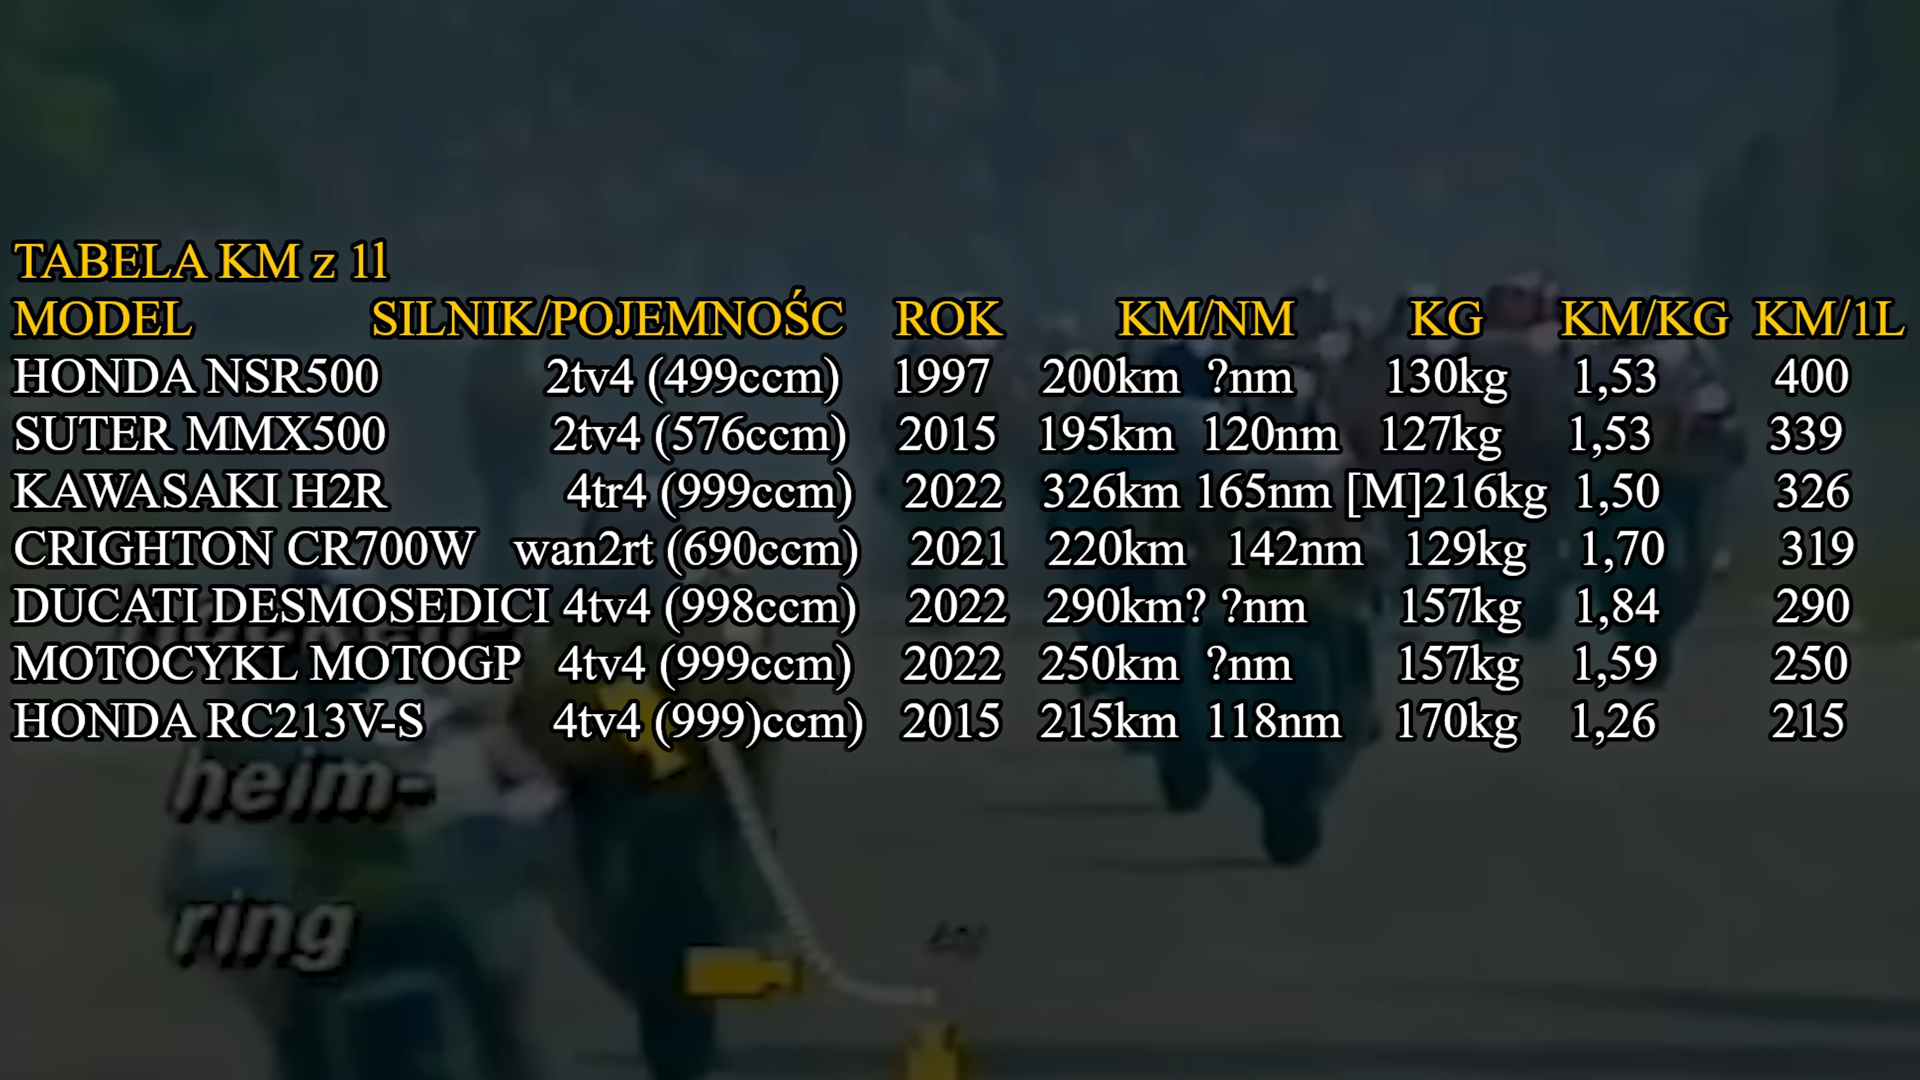 TABELA KM z 1l
MODEL SILNIK/POJEMNOŚC ROK KM/NM KG KM/KG KM/1L
HONDA NSR500 2tv4 (499ccm) 1997 200km ?nm 130kg 1,53 400
SUTER MMX500 2tv4 (576ccm) 2015 195km 120nm 127kg 1,53 339
KAWASAKI H2R 4tr4 (999ccm) 2022 326km 165nm [M]216kg 1,50 326
CRIGHTON CR700W wan2rt (690ccm) 2021 220km 142nm 129kg 1,70 319
DUCATI DESMOSEDICI 4tv4 (998ccm) 2022 290km? ?nm 157kg 1,84 290
MOTOCYKL MOTOGP 4tv4 (999ccm) 2022 250km ?nm 157kg 1,59 250
HONDA RC213V-S 4tv4 (999)ccm) 2015 215km 118nm 170kg 1,26 215
heim-
ring